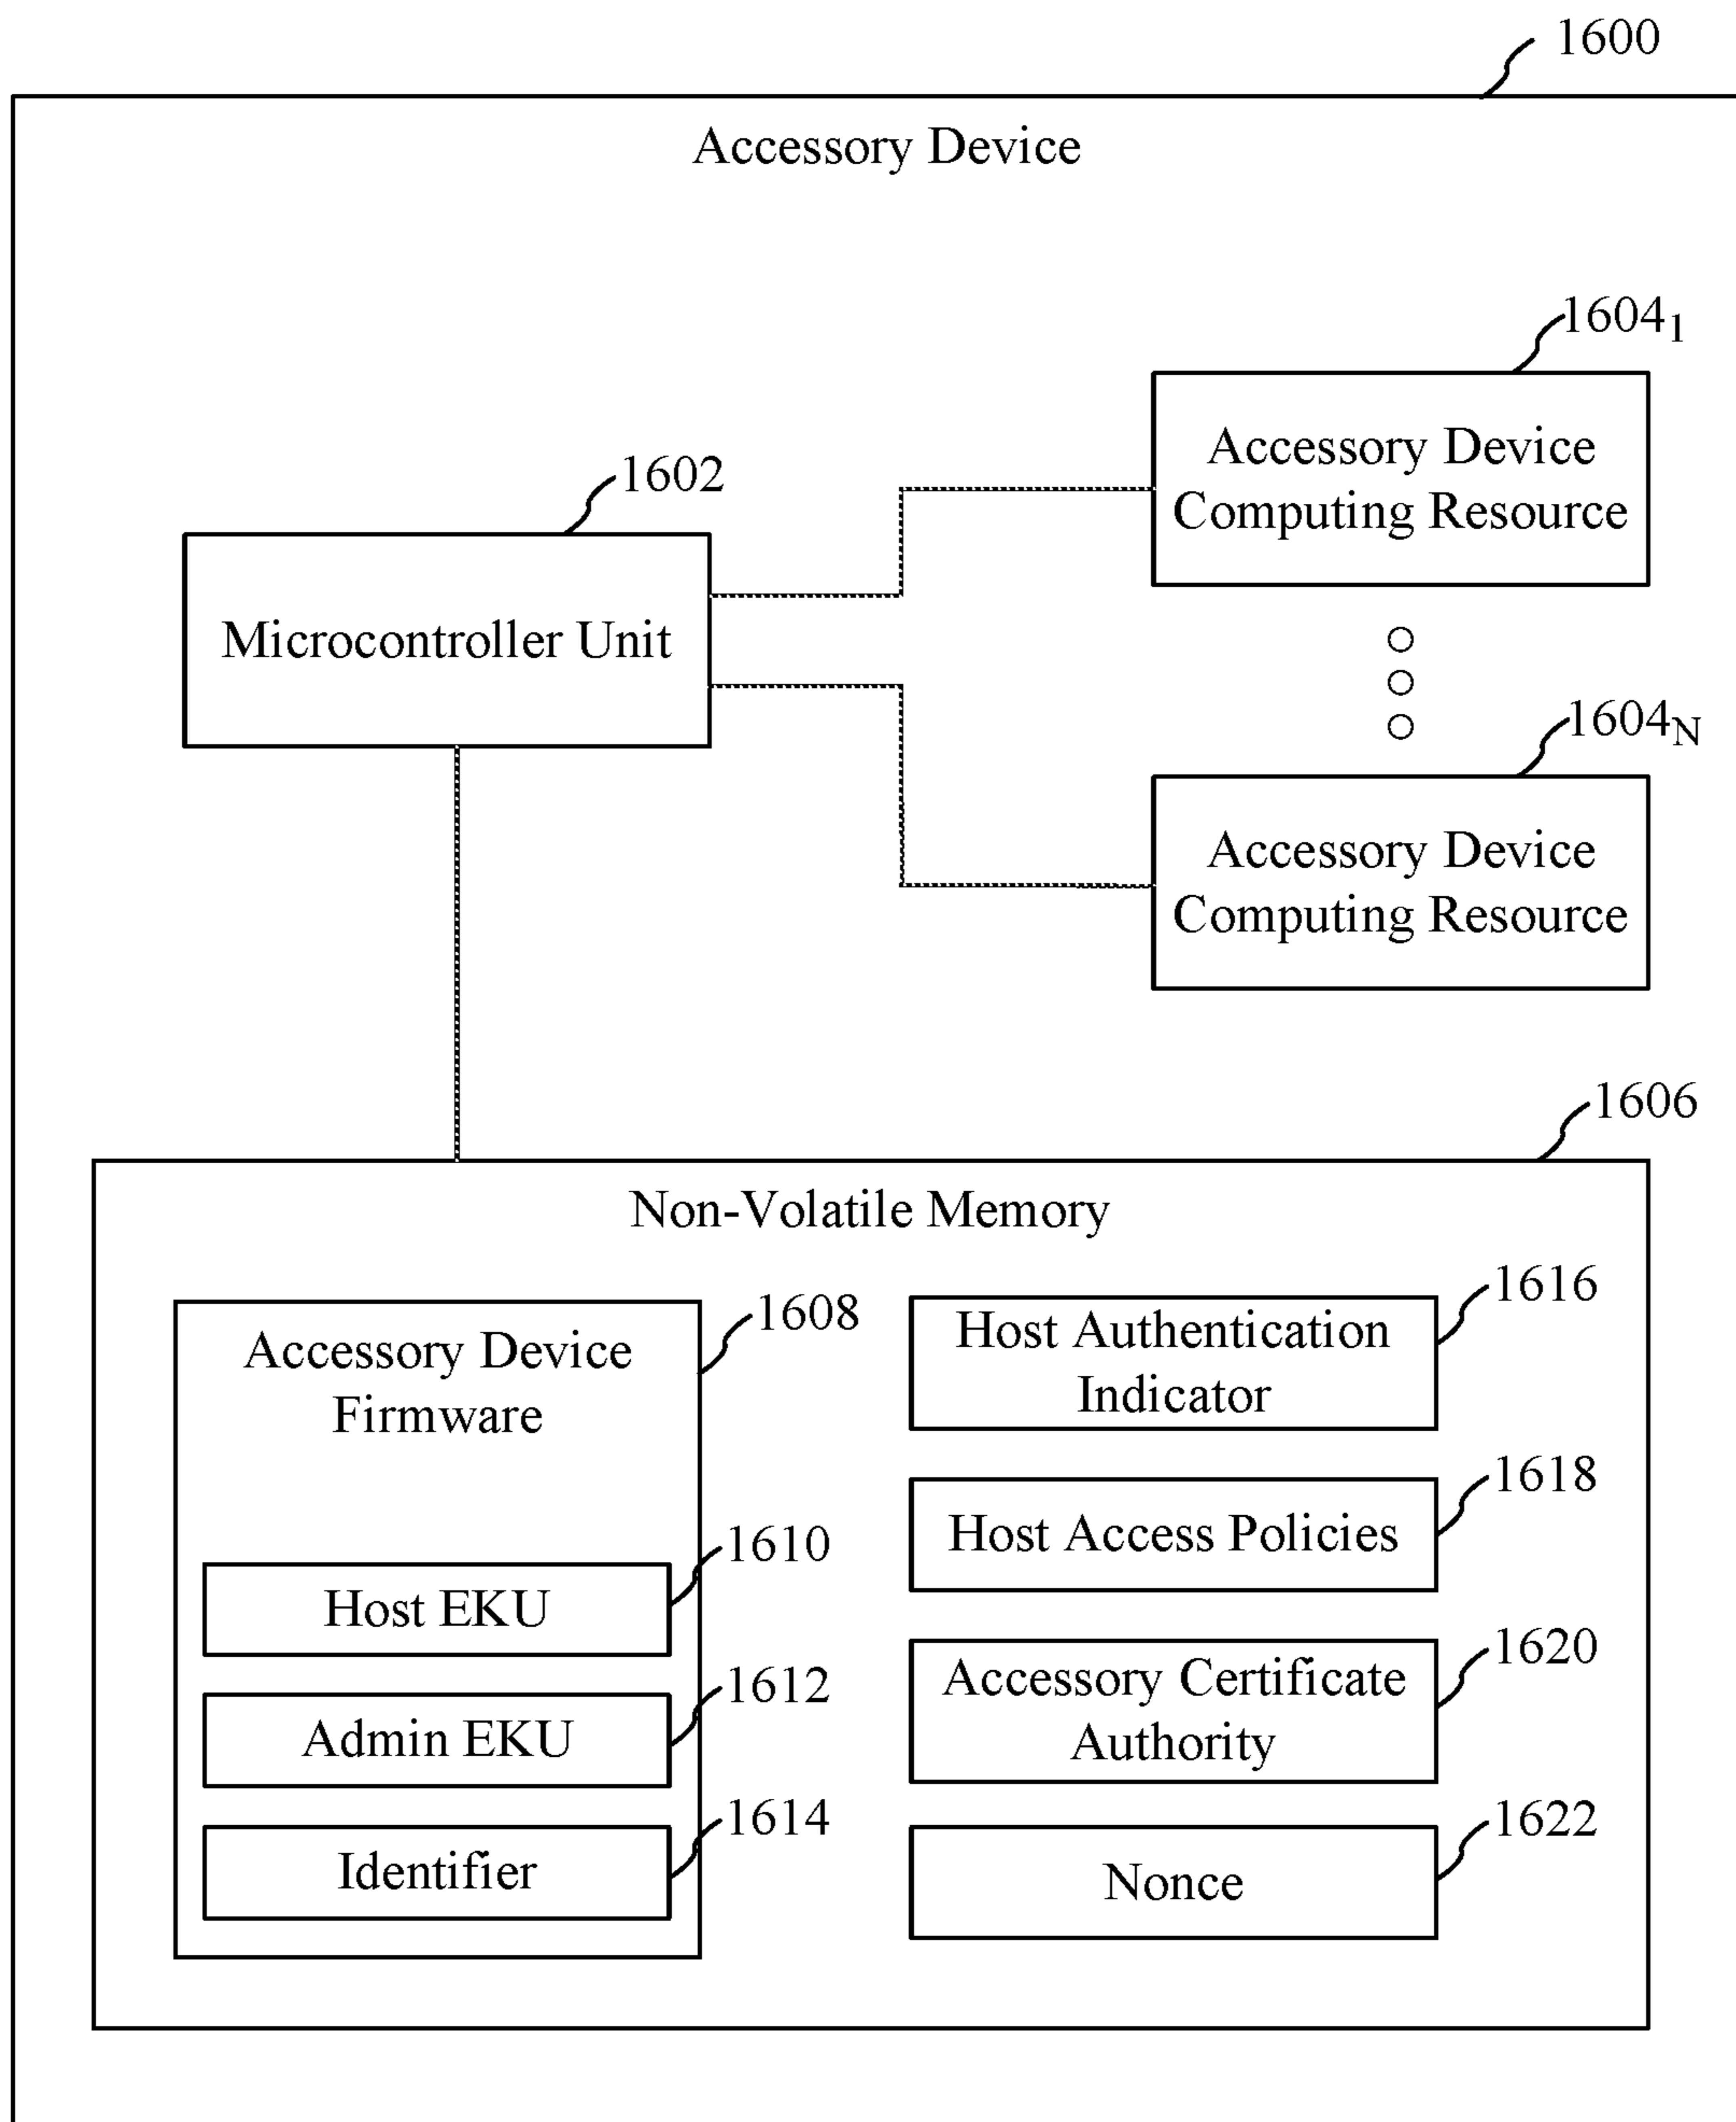 1600
Accessory Device
1604₁
Accessory Device
Computing Resource
1602
Microcontroller Unit
1604N
Accessory Device
Computing Resource
1606
Non-Volatile Memory
1608
Accessory Device
Firmware
1610
Host EKU
1612
Admin EKU
1614
Identifier
1616
Host Authentication
Indicator
1618
Host Access Policies
1620
Accessory Certificate
Authority
1622
Nonce